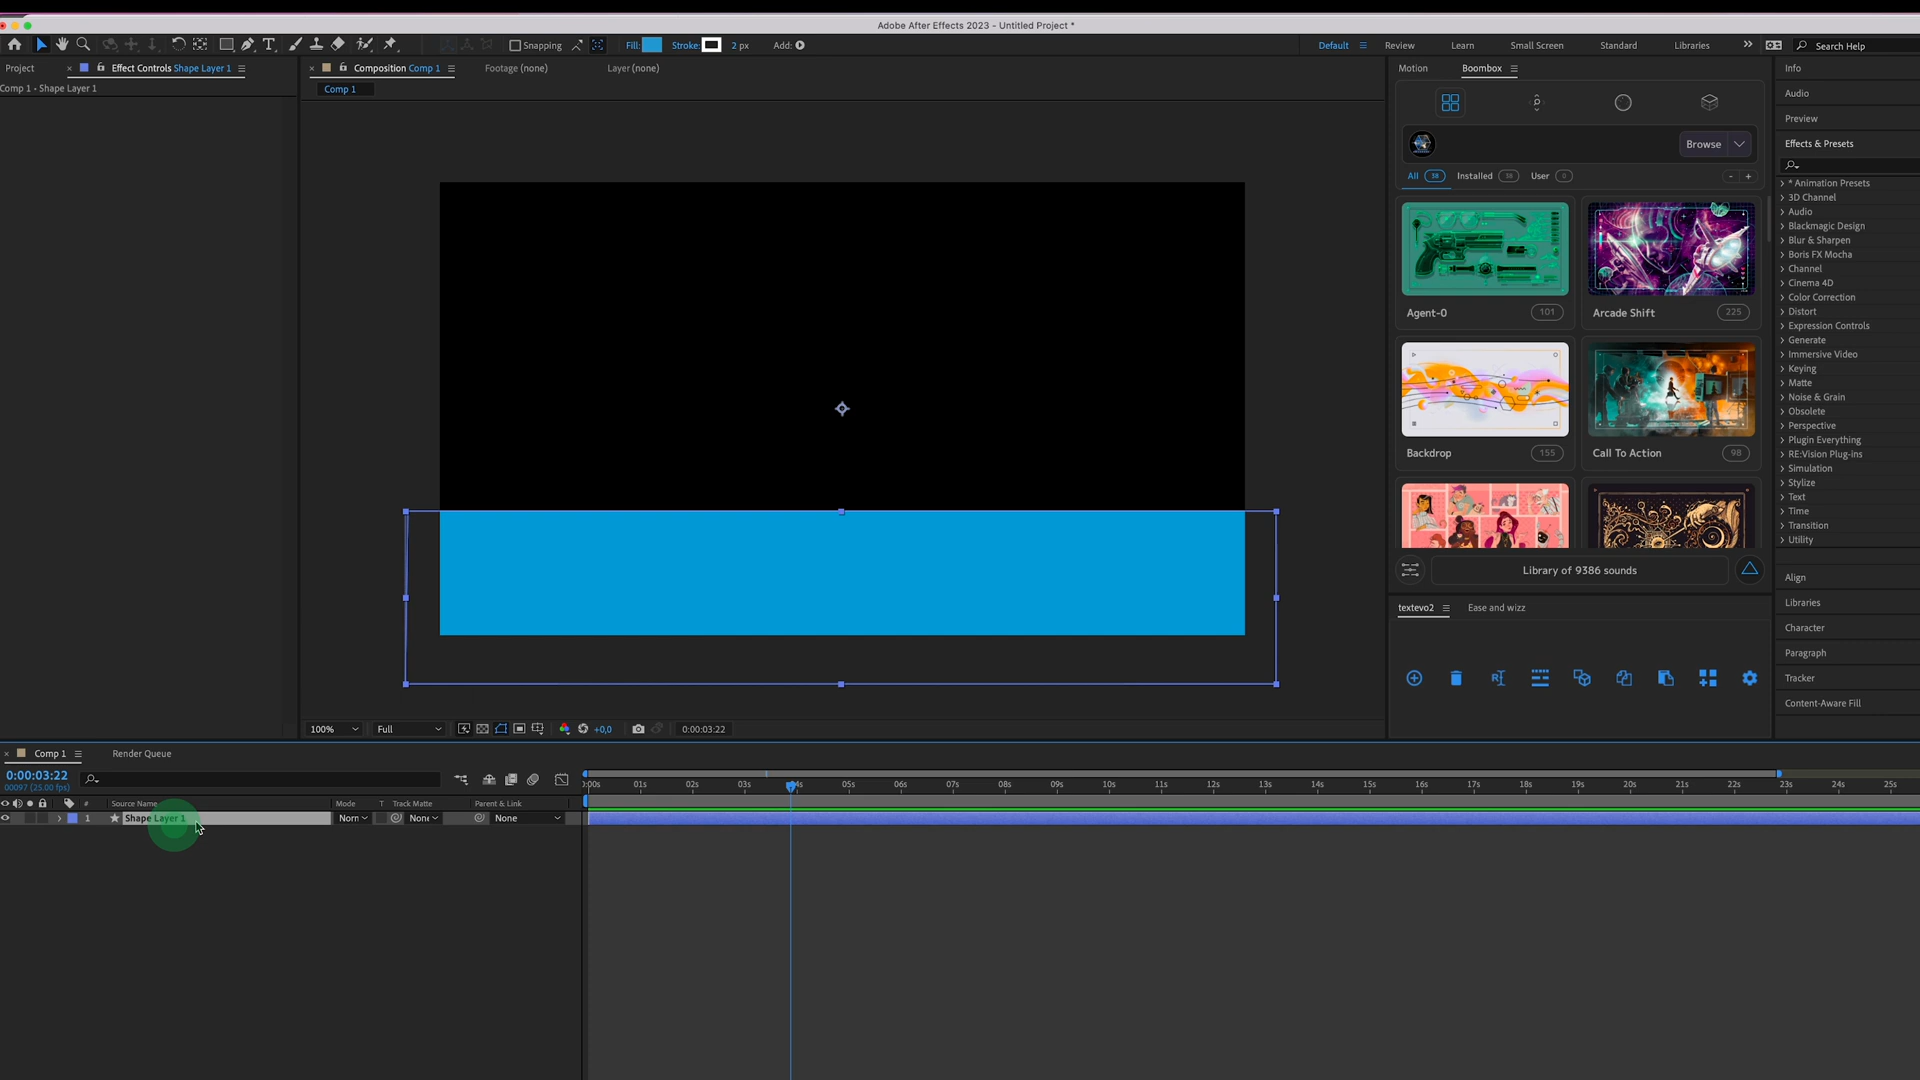 Adobe After Effects 2023 - Untitled Project *
Snapping
Fill:
Stroke:
2 px
Add:
Default
Review
Learn
Small Screen
Standard
Libraries
Search Help
Project
Effect Controls Shape Layer 1
Composition Comp 1
Footage (none)
Layer (none)
Motion
Boombox
Info
Comp 1 - Shape Layer 1
Comp 1
Audio
Preview
Browse
Effects & Presets
All 38
Installed 38
User 0
- +
* Animation Presets
3D Channel
Audio
Blackmagic Design
Blur & Sharpen
Boris FX Mocha
Channel
Cinema 4D
Color Correction
Distort
Expression Controls
Generate
Immersive Video
Keying
Matte
Noise & Grain
Obsolete
Perspective
Plugin Everything
RE:Vision Plug-ins
Simulation
Stylize
Text
Time
Transition
Utility
Agent-0 101
Arcade Shift 225
Backdrop 155
Call To Action 98
Library of 9386 sounds
Align
Libraries
Character
Paragraph
Tracker
Content-Aware Fill
textevo2
Ease and wizz
100%
Full
+0,0
0:00:03:22
Comp 1
Render Queue
0:00:03:22
00097 (25.00 fps)
:00s 01s 02s 03s 04s 05s 06s 07s 08s 09s 10s 11s 12s 13s 14s 15s 16s 17s 18s 19s 20s 21s 22s 23s 24s 25s
# Source Name Mode T Track Matte Parent & Link
1 Shape Layer 1 Norn None None